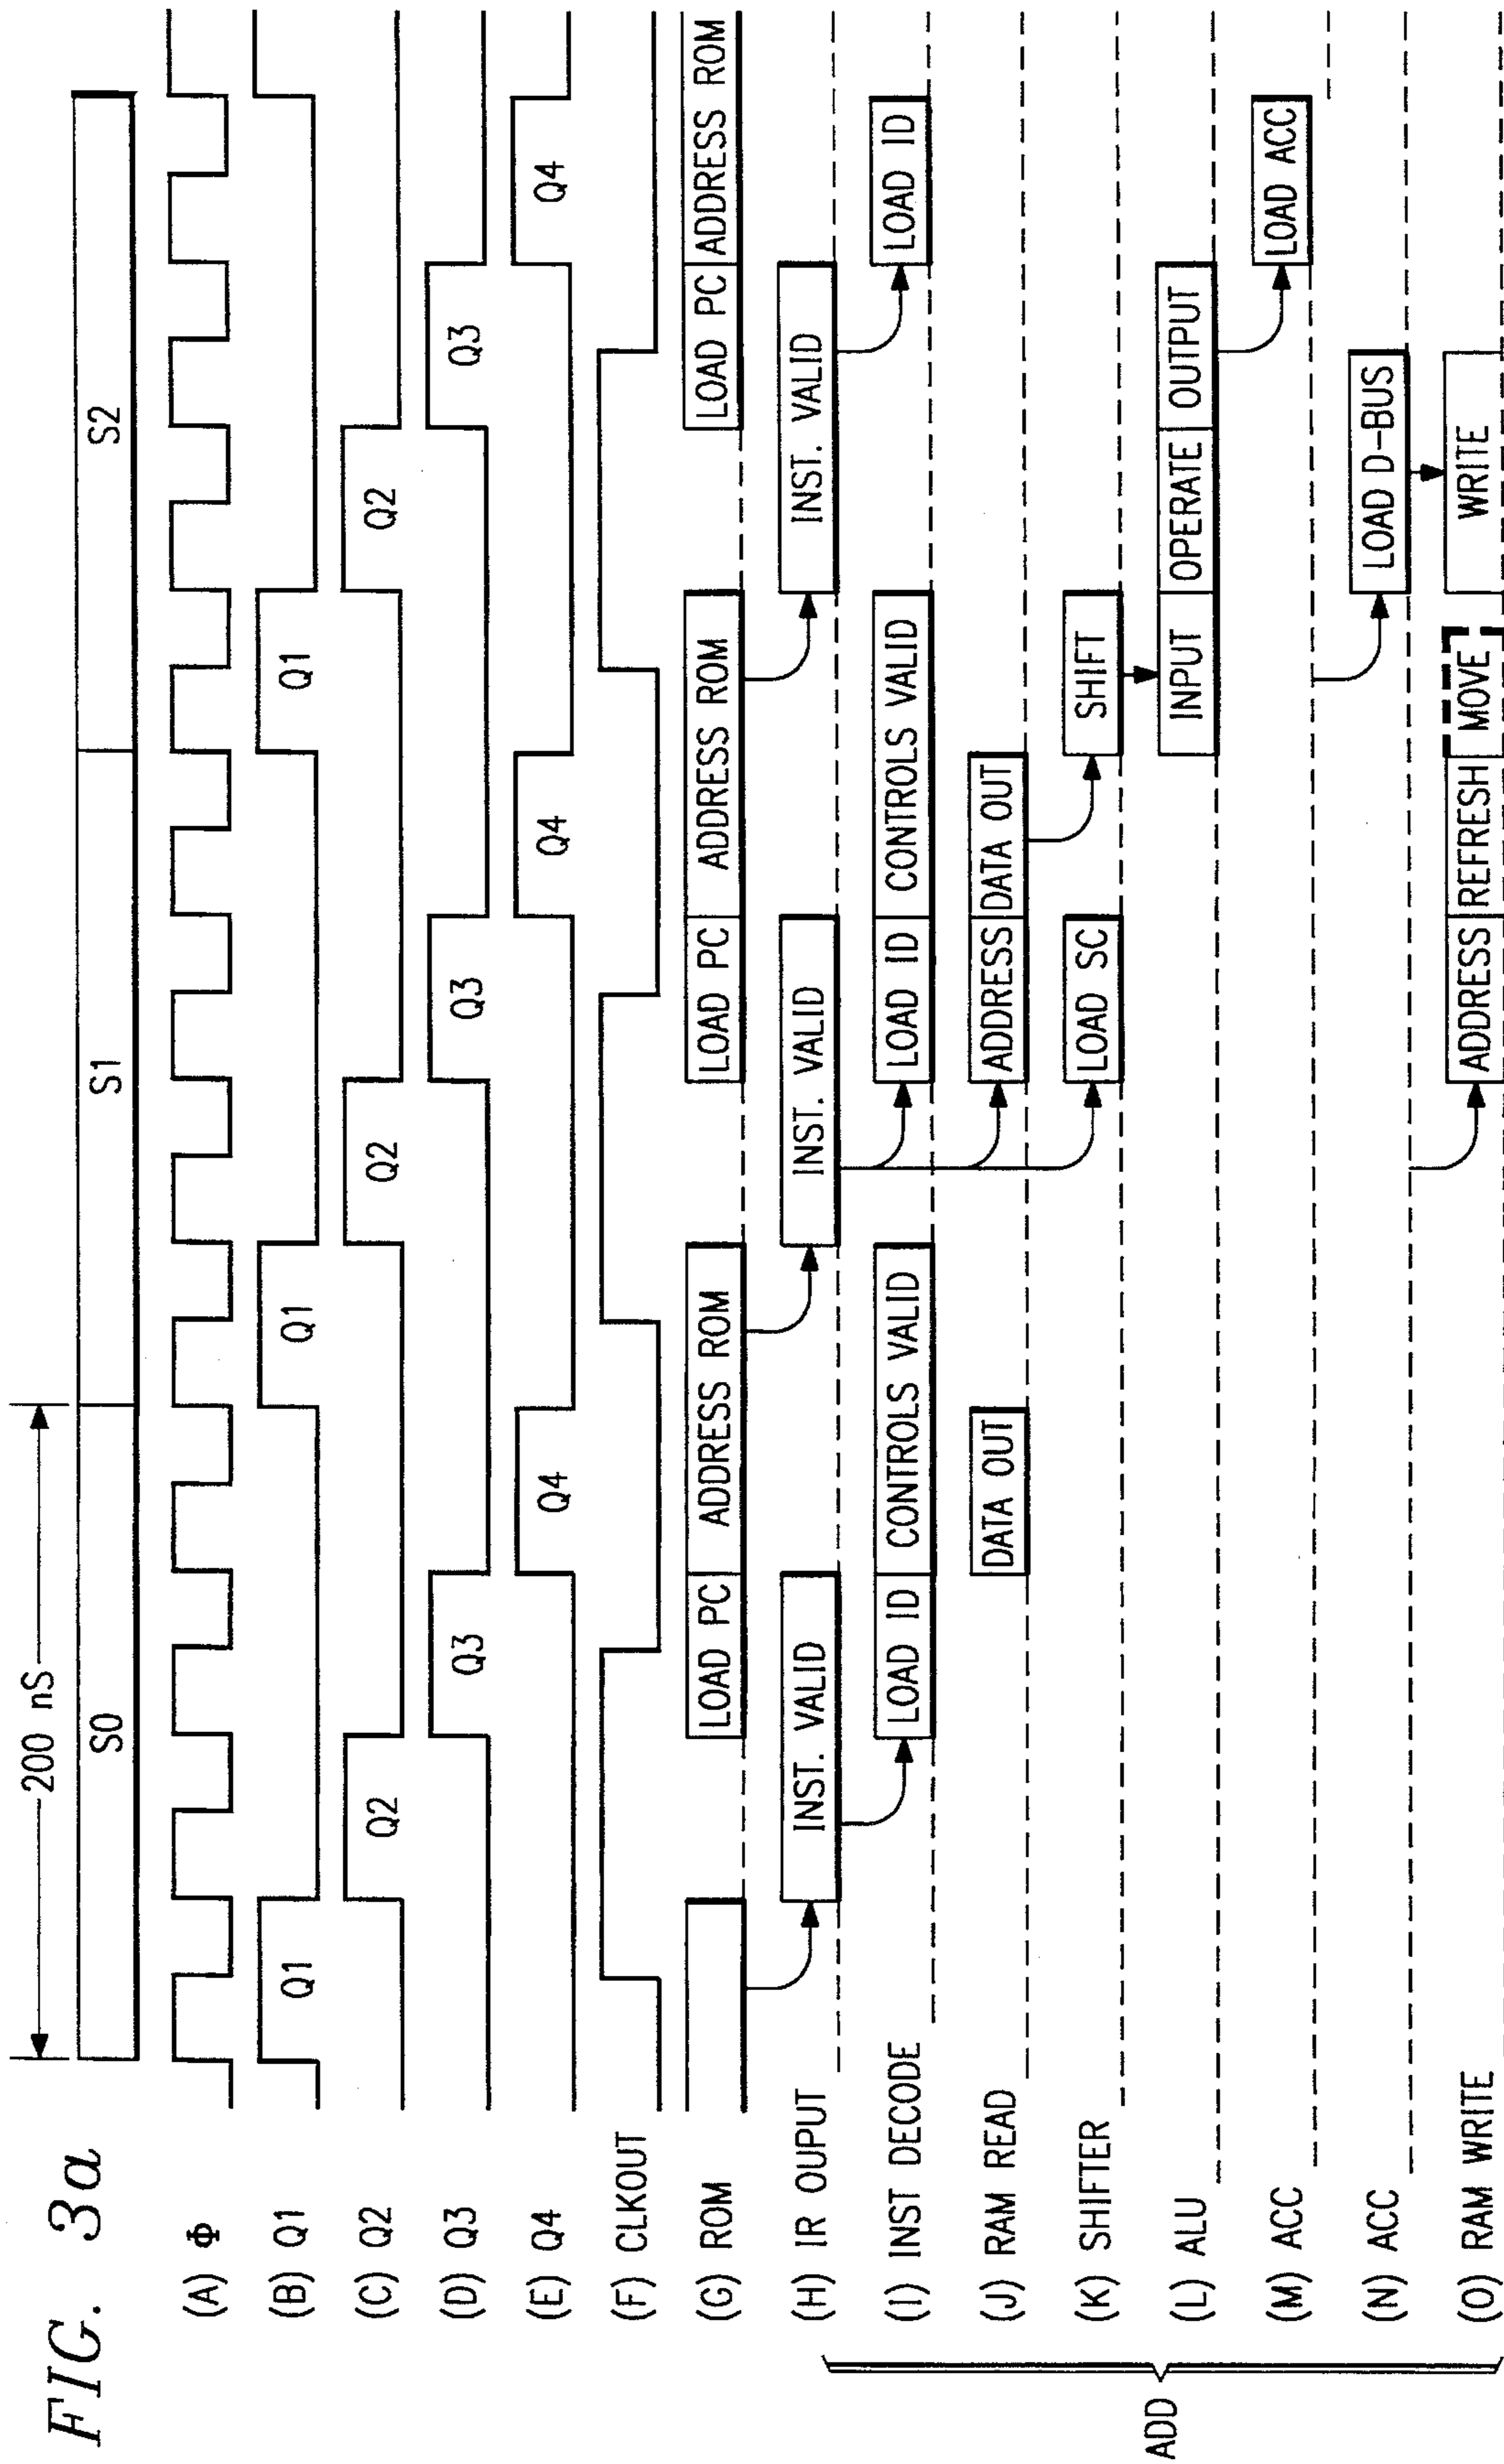 FIG. 3a
200 nS
S0 S1 S2
(A) Φ
(B) Q1 Q1 Q1 Q1
(C) Q2 Q2 Q2 Q2
(D) Q3 Q3 Q3 Q3
(E) Q4 Q4 Q4 Q4
(F) CLKOUT
(G) ROM LOAD PC ADDRESS ROM LOAD PC ADDRESS ROM LOAD PC ADDRESS ROM
(H) IR OUPUT INST. VALID INST. VALID INST. VALID
(I) INST DECODE LOAD ID CONTROLS VALID LOAD ID CONTROLS VALID LOAD ID
(J) RAM READ DATA OUT ADDRESS DATA OUT
(K) SHIFTER LOAD SC SHIFT
(L) ALU INPUT OPERATE OUTPUT
(M) ACC LOAD ACC
(N) ACC LOAD D-BUS
(O) RAM WRITE ADDRESS REFRESH MOVE WRITE
ADD